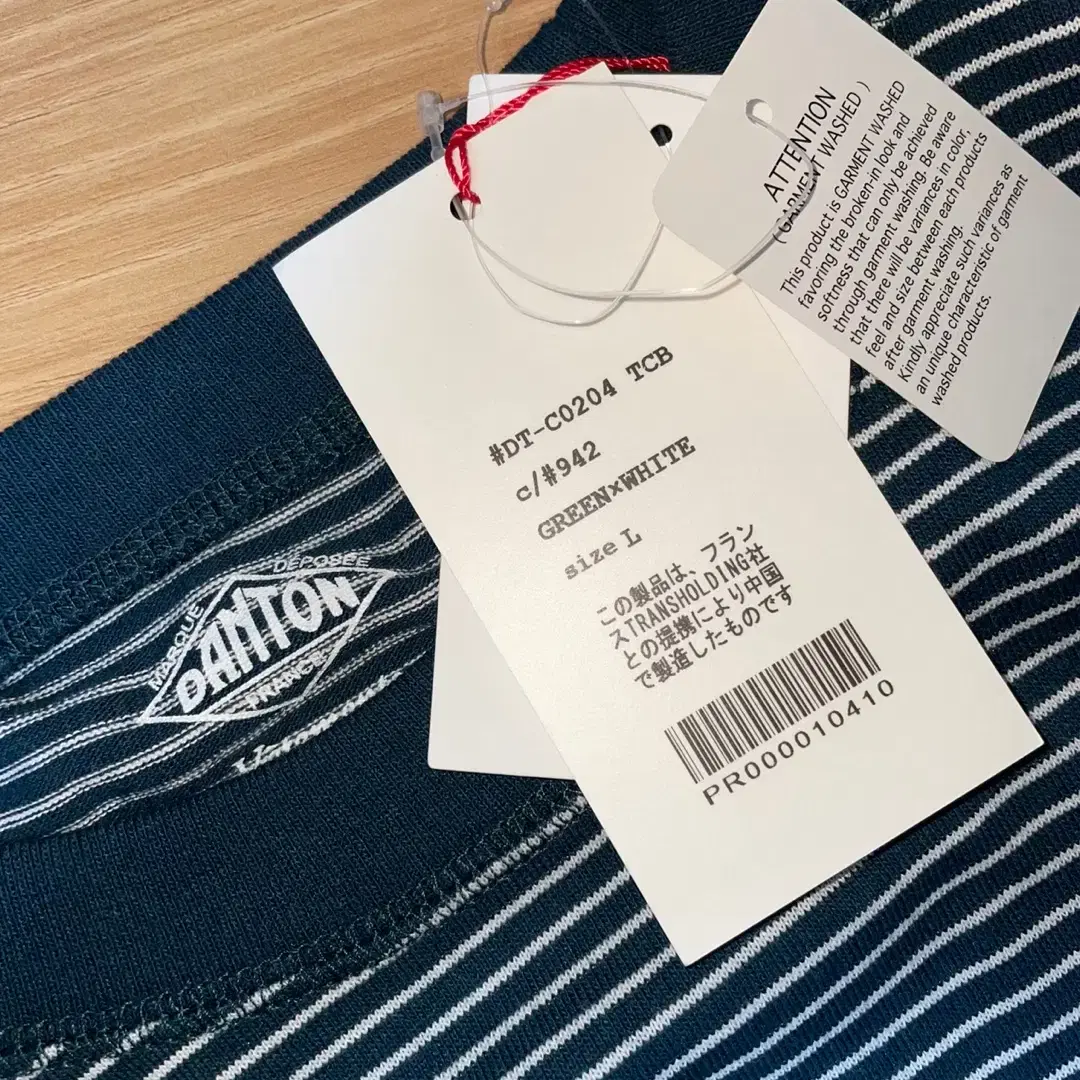 ATTENTION
( GARMENT WASHED )
This product is GARMENT WASHED
favoring the broken-in look and
softness that can only be achieved
through garment washing. Be aware
that there will be variances in color,
feel and size between each products
after garment washing.
Kindly appreciate such variances as
an unique characteristic of garment
washed products.
#DT-C0204 TCB
c/#942
GREEN×WHITE
size L
この製品は、フラン
スTRANSHOLDING社
との提携により中国
で製造したものです
PR000010410
MARQUE DÉPOSÉE
DANTON
FRANCE